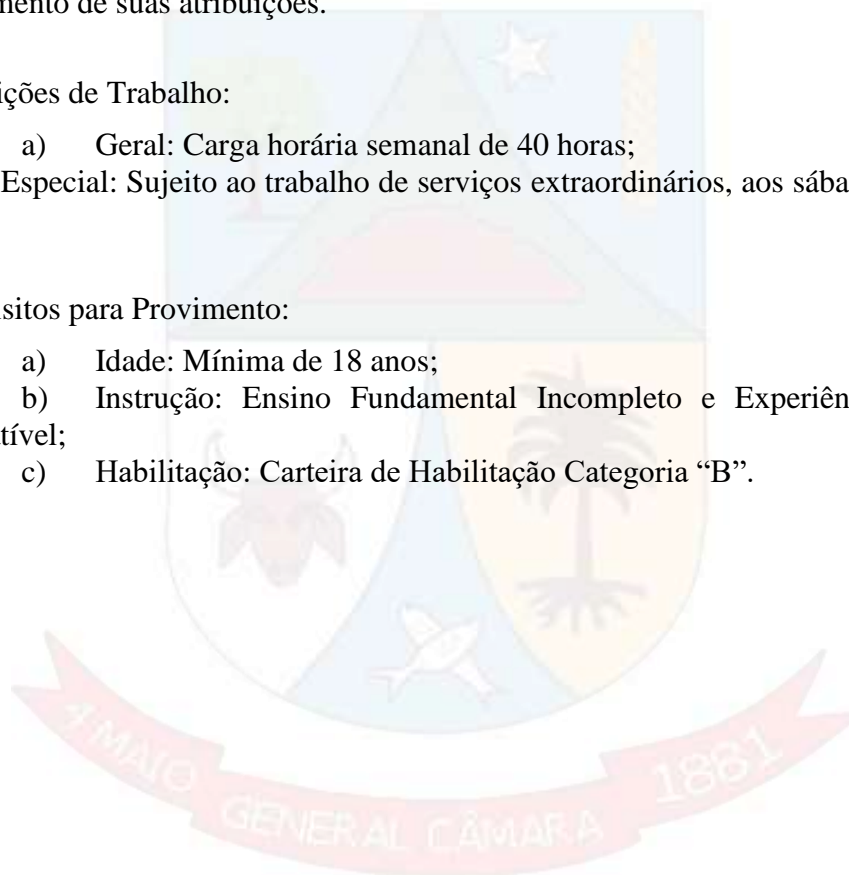 mento de suas atribuições.
ições de Trabalho:
a) Geral: Carga horária semanal de 40 horas;
Especial: Sujeito ao trabalho de serviços extraordinários, aos sába
sitos para Provimento:
a) Idade: Mínima de 18 anos;
b) Instrução: Ensino Fundamental Incompleto e Experiên
tível;
c) Habilitação: Carteira de Habilitação Categoria “B”.
4 MAIO GENERAL CÂMARA 1881